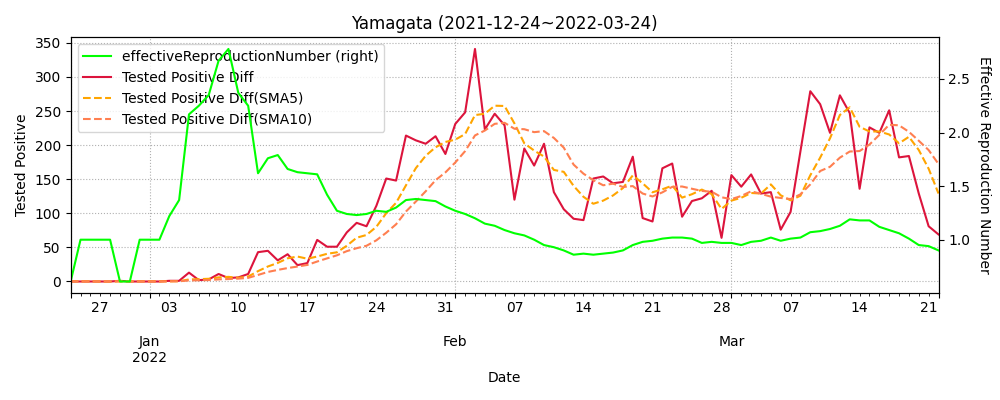 Yamagata (2021-12-24~2022-03-24)
effectiveReproductionNumber (right)
Tested Positive Diff
Tested Positive Diff(SMA5)
Tested Positive Diff(SMA10)
Tested Positive
350
300
250
200
150
100
50
0
2.5
2.0
1.5
1.0
Effective Reproduction Number
27 03 10 17 24 31 07 14 21 28 07 14 21
Jan Feb Mar
2022
Date